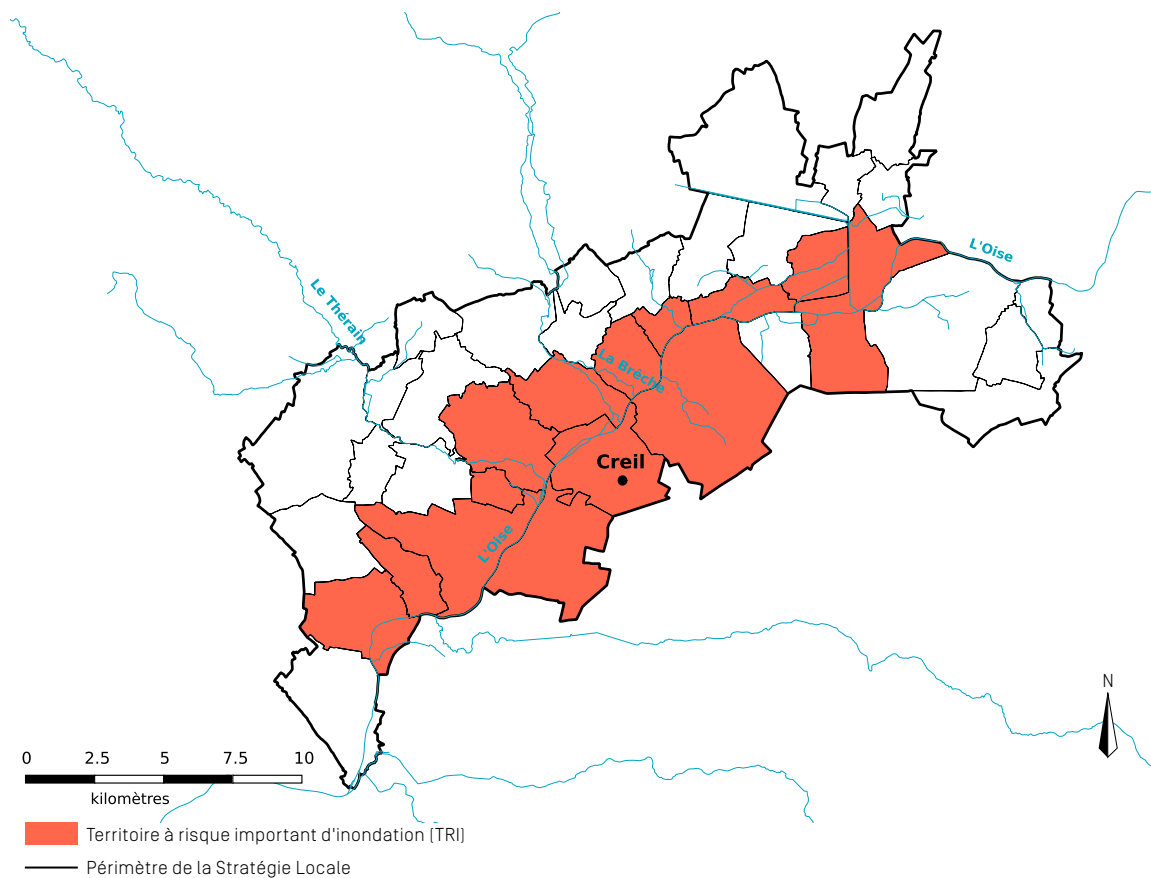 L'Oise
Le Thérain
La Brêche
Creil
L'Oise
N
0 2.5 5 7.5 10
kilomètres
Territoire à risque important d'inondation (TRI)
Périmètre de la Stratégie Locale